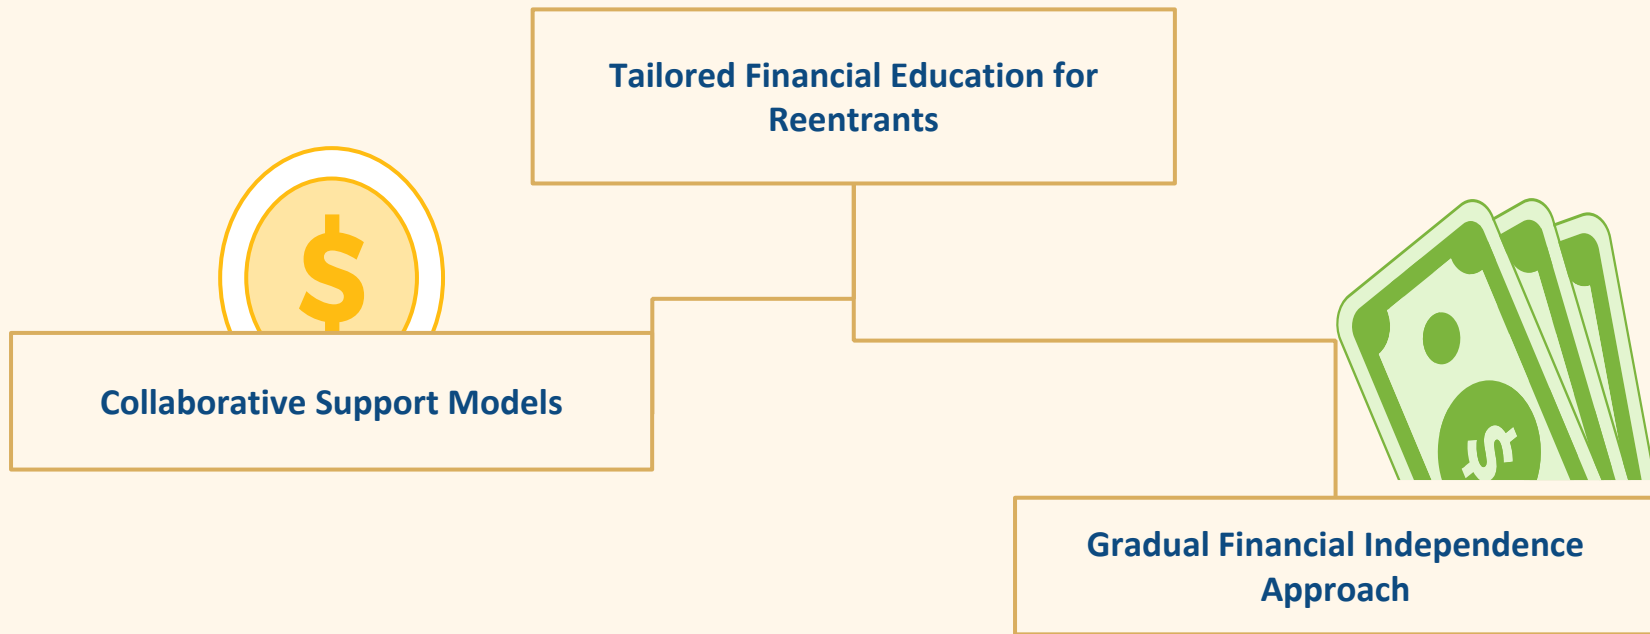 Tailored Financial Education for
Reentrants
$
Collaborative Support Models
$
Gradual Financial Independence
Approach